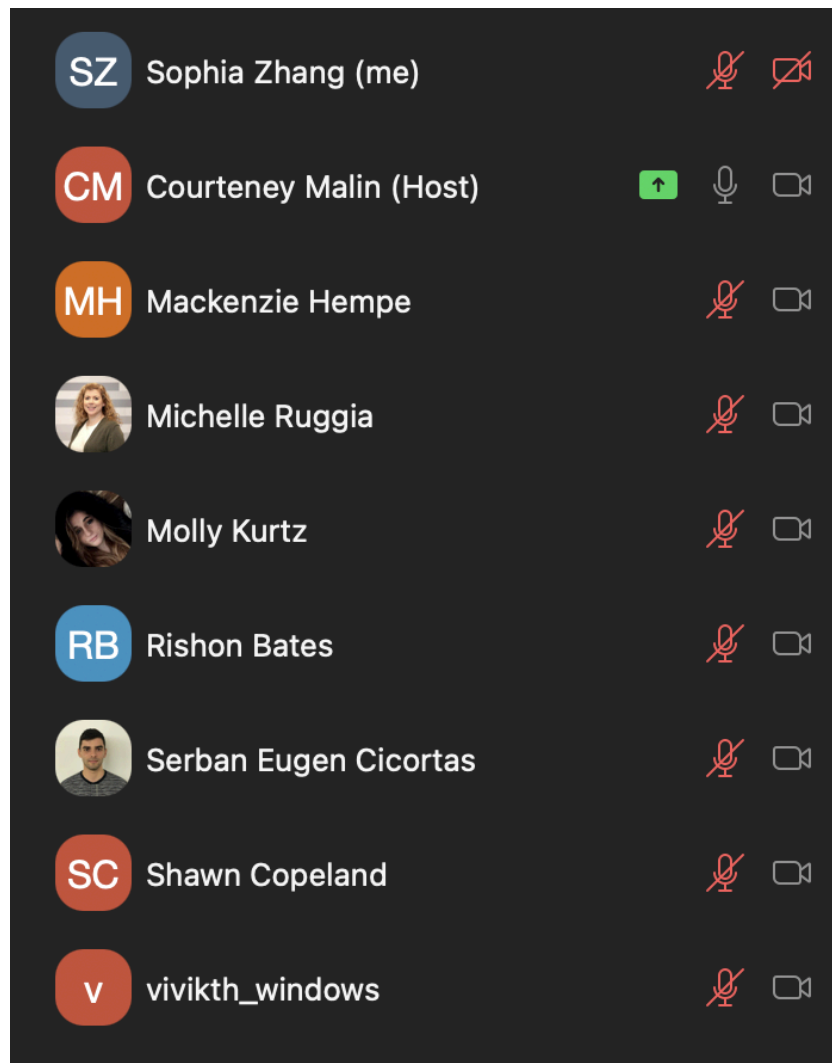 SZ Sophia Zhang (me)
CM Courteney Malin (Host)
MH Mackenzie Hempe
Michelle Ruggia
Molly Kurtz
RB Rishon Bates
Serban Eugen Cicortas
SC Shawn Copeland
v vivikth_windows